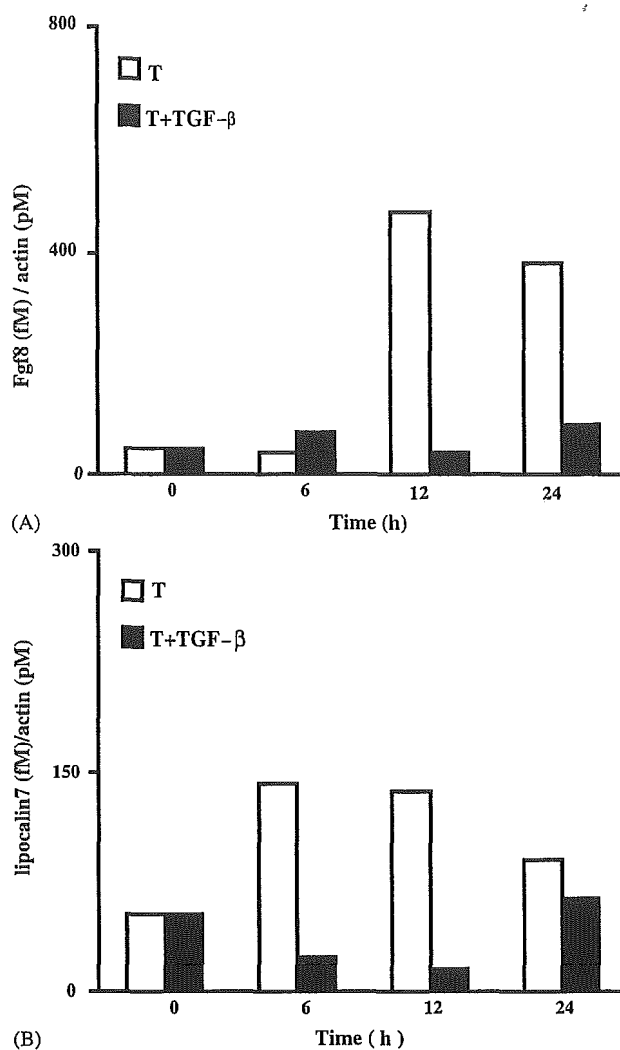 800
T
T+TGF-β
400
0
Fgf8 (fM) / actin (pM)
0 6 12 24
Time (h)
(A)
300
T
T+TGF-β
150
0
lipocalin7 (fM)/actin (pM)
0 6 12 24
Time ( h )
(B)